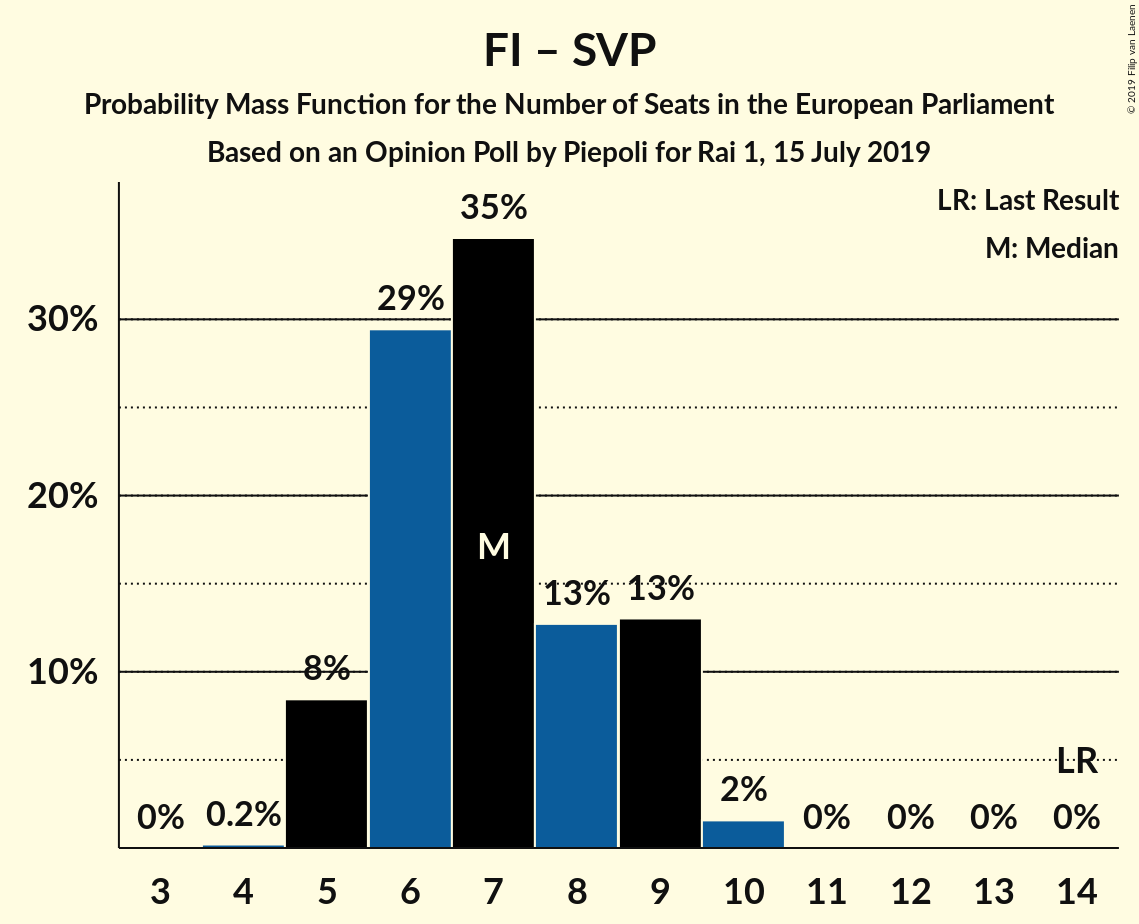 FI – SVP
Probability Mass Function for the Number of Seats in the European Parliament
Based on an Opinion Poll by Piepoli for Rai 1, 15 July 2019
© 2019 Filip van Laenen
LR: Last Result
M: Median
35%
29%
30%
20%
M
13%
13%
10%
8%
LR
2%
0%
0.2%
0%
0%
0%
0%
3 4 5 6 7 8 9 10 11 12 13 14